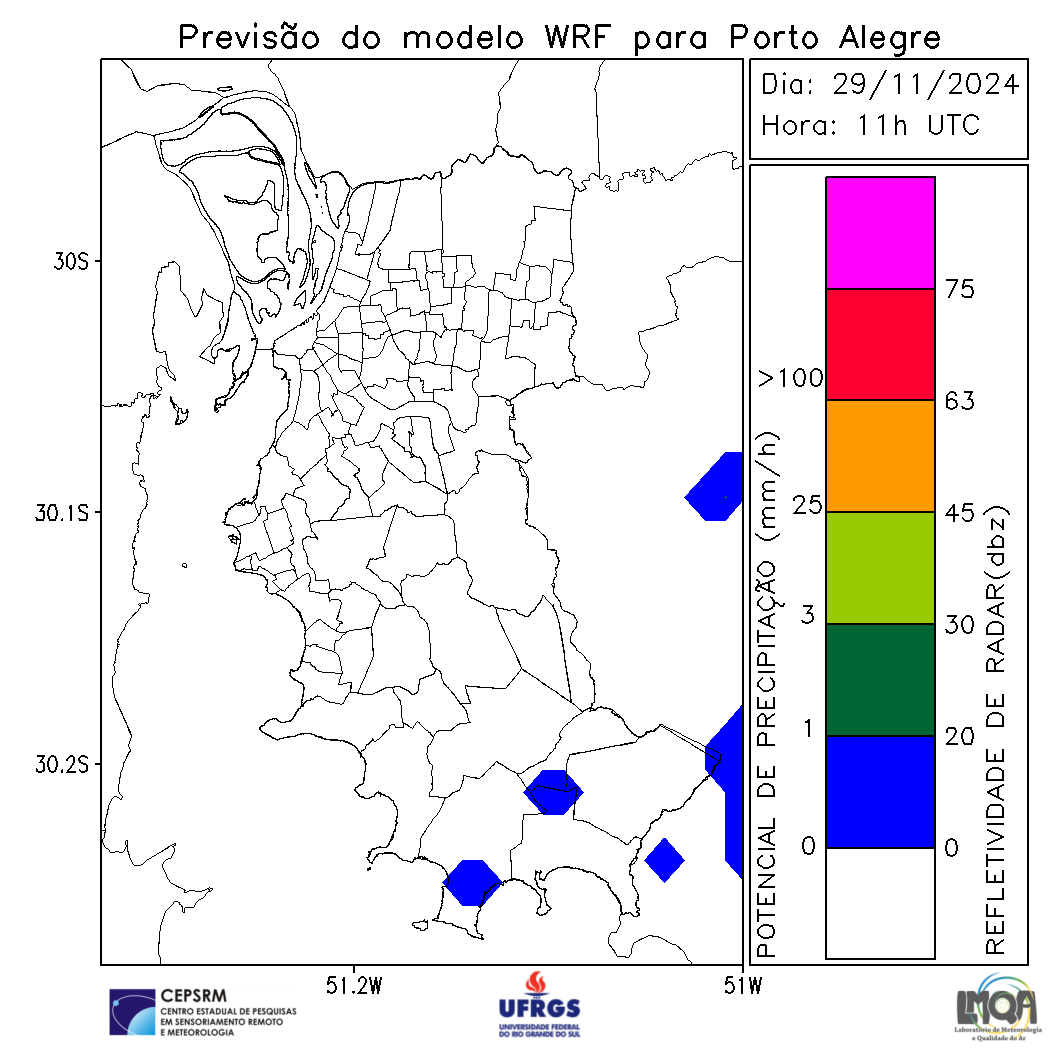 Previsão do modelo WRF para Porto Alegre
Dia: 29/11/2024
Hora: 11h UTC
30S
30.1S
30.2S
51.2W
51W
POTENCIAL DE PRECIPITAÇÃO (mm/h)
>100
25
3
1
0
75
63
45
30
20
0
REFLETIVIDADE DE RADAR(dbz)
CEPSRM
CENTRO ESTADUAL DE PESQUISAS
EM SENSORIAMENTO REMOTO
E METEOROLOGIA
UFRGS
UNIVERSIDADE FEDERAL
DO RIO GRANDE DO SUL
LMQA
Laboratório de Meteorologia
e Qualidade do Ar